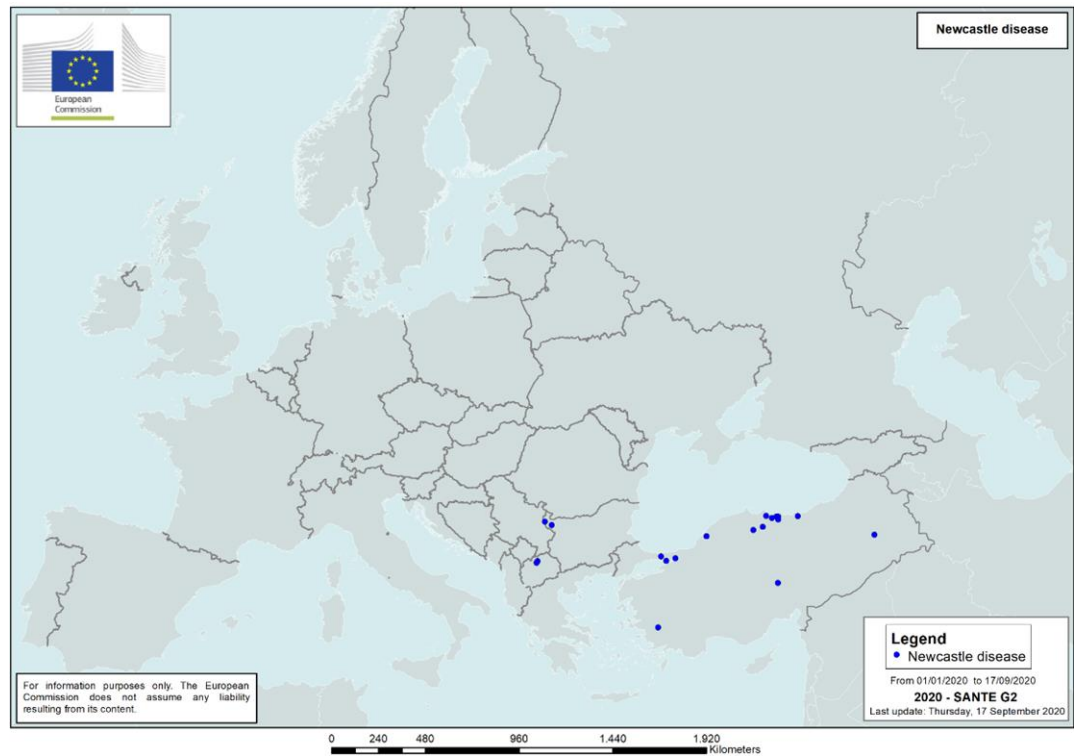 Newcastle disease
European
Commission
Legend
Newcastle disease
From 01/01/2020 to 17/09/2020
2020 - SANTE G2
Last update: Thursday, 17 September 2020
For information purposes only. The European
Commission does not assume any liability
resulting from its content.
0 240 480 960 1,440 1,920
Kilometers